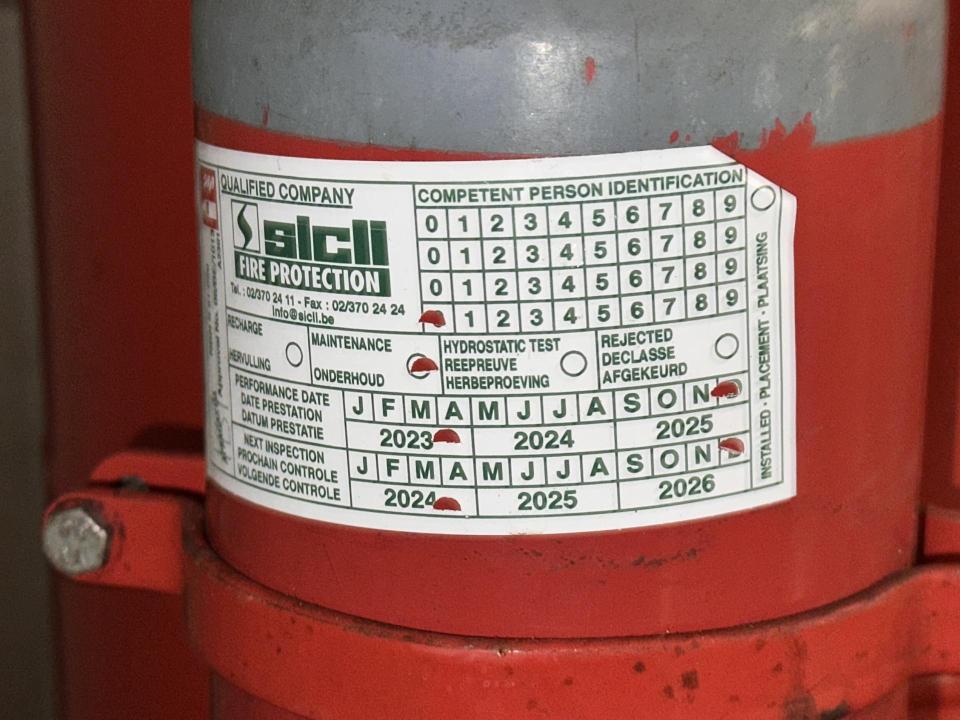 QUALIFIED COMPANY
sicli
FIRE PROTECTION
Tel. : 02/370 24 11 - Fax : 02/370 24 24
info@sicli.be
COMPETENT PERSON IDENTIFICATION
0 1 2 3 4 5 6 7 8 9
0 1 2 3 4 5 6 7 8 9
0 1 2 3 4 5 6 7 8 9
1 2 3 4 5 6 7 8 9
RECHARGE
HERVULLING
MAINTENANCE
ONDERHOUD
HYDROSTATIC TEST
REEPREUVE
HERBEPROEVING
REJECTED
DECLASSE
AFGEKEURD
PERFORMANCE DATE
DATE PRESTATION
DATUM PRESTATIE
J F M A M J J A S O N
2023 2024 2025
NEXT INSPECTION
PROCHAIN CONTROLE
VOLGENDE CONTROLE
J F M A M J J A S O N
2024 2025 2026
INSTALLED · PLACEMENT · PLAATSING